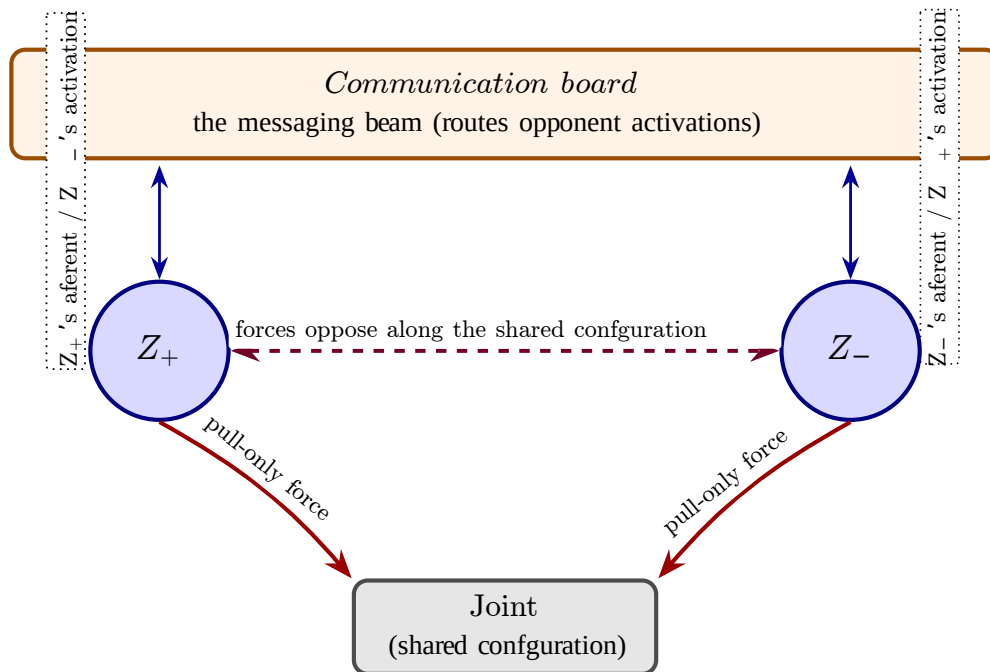 Communication board
the messaging beam (routes opponent activations)
Z+'s aferent / Z −'s activation
Z−'s aferent / Z +'s activation
forces oppose along the shared confguration
Z+
Z−
pull-only force
pull-only force
Joint
(shared confguration)